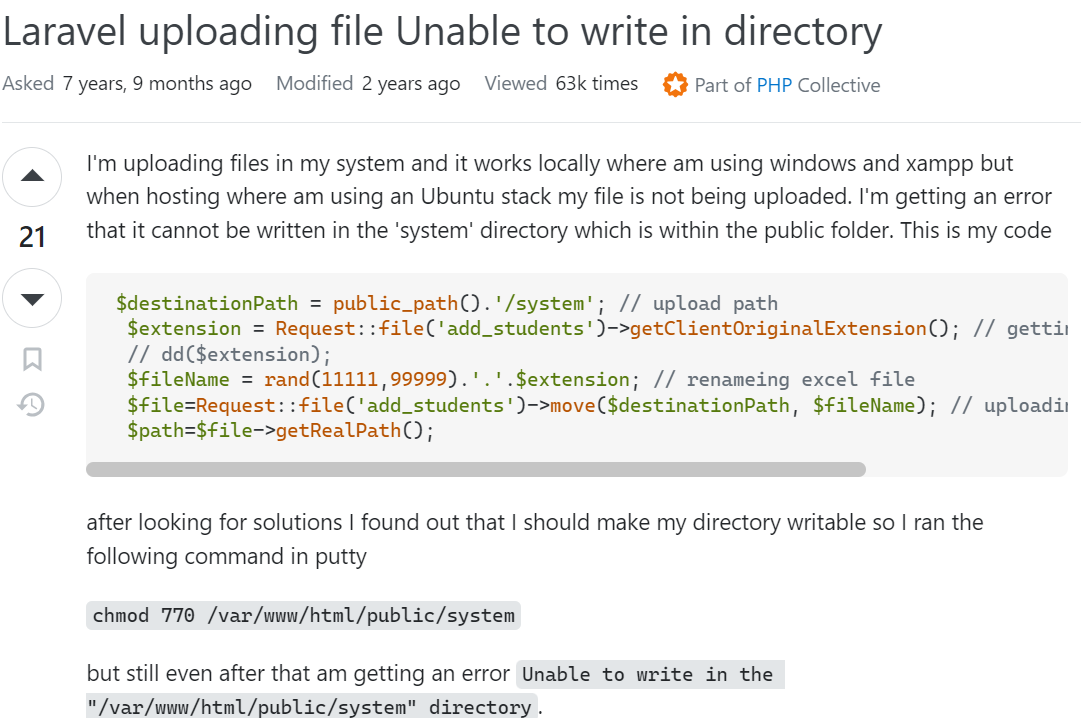 Laravel uploading file Unable to write in directory
Asked 7 years, 9 months ago Modified 2 years ago Viewed 63k times Part of PHP Collective
I'm uploading files in my system and it works locally where am using windows and xampp but
when hosting where am using an Ubuntu stack my file is not being uploaded. I'm getting an error
21
that it cannot be written in the 'system' directory which is within the public folder. This is my code
$destinationPath = public_path().'/system'; // upload path
$extension = Request::file('add_students')->getClientOriginalExtension(); //
// dd($extension);
$fileName = rand(11111,99999).'.'.$extension; // renameing excel file
$file=Request::file('add_students')->move($destinationPath, $fileName); //
$path=$file->getRealPath();
after looking for solutions I found out that I should make my directory writable so I ran the
following command in putty
chmod 770 /var/www/html/public/system
but still even after that am getting an error Unable to write in the
"/var/www/html/public/system" directory.